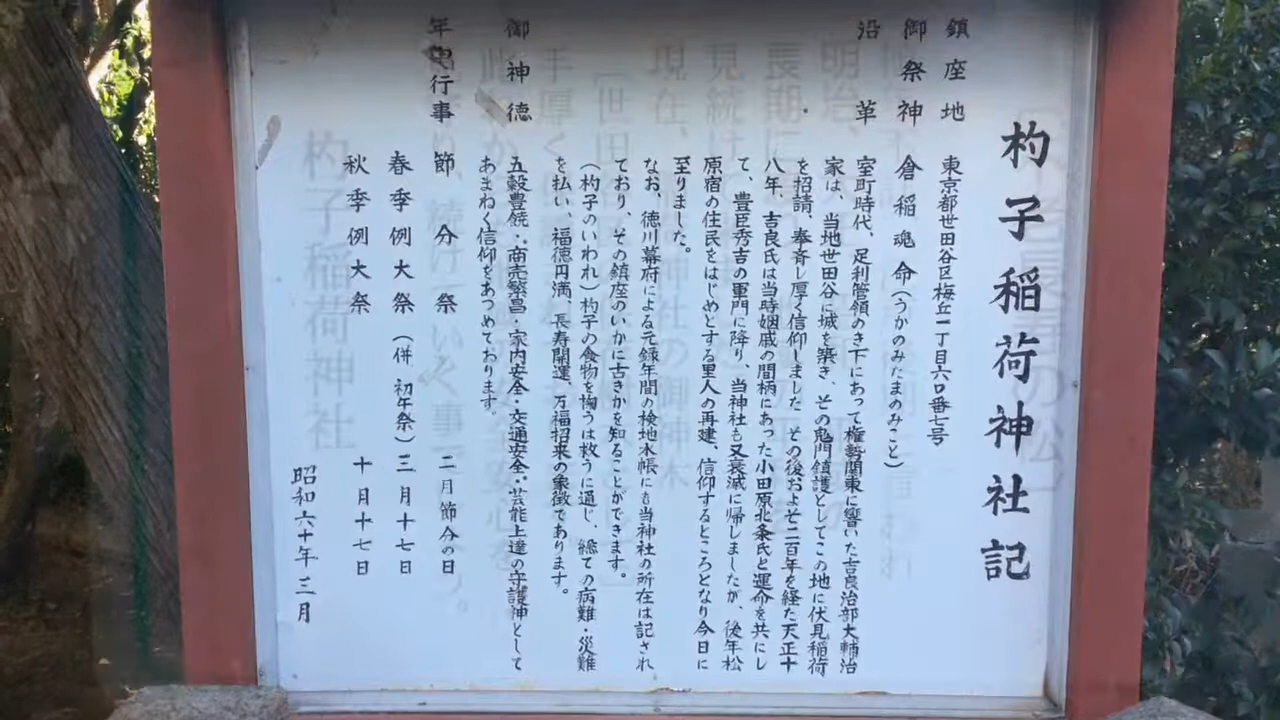 杓子稲荷神社記
鎮座地 東京都世田谷区梅丘一丁目六〇番七号
御祭神 倉稲魂命(うかのみたまのみこと)
沿革 室町時代、足利管領のき下にあって権勢関東に響いた吉良治部大輔治
家は、当地世田谷に城を築き、その鬼門鎮護としてこの地に伏見稲荷
を招請、奉斉し厚く信仰しました その後およそ二百年を経た天正十
八年、吉良氏は当時姻戚の間柄にあった小田原北条氏と運命を共にし
て、豊臣秀吉の軍門に降り、当神社も又衰滅に帰しましたが、後年松
原宿の住民をはじめとする里人の再建、信仰するところとなり今日に
至りました。
なお、徳川幕府による元録年間の検地水帳にも当神社の所在は記され
ており、その鎮座のいかに古きかを知ることができます。
(杓子のいわれ)杓子の食物を掬うは救うに通し、総ての病難・災難
を払い、福徳円満、長寿開運、万福招来の象徴であります。
御神徳 五穀豊饒・商売繁昌・家内安全・交通安全・芸能上達の守護神として
あまねく信仰をあつめております。
年中行事 節分祭 二月節分の日
春季例大祭(併 初午祭) 三月十七日
秋季例大祭 十月十七日
昭和六十年三月
杓子稲荷神社